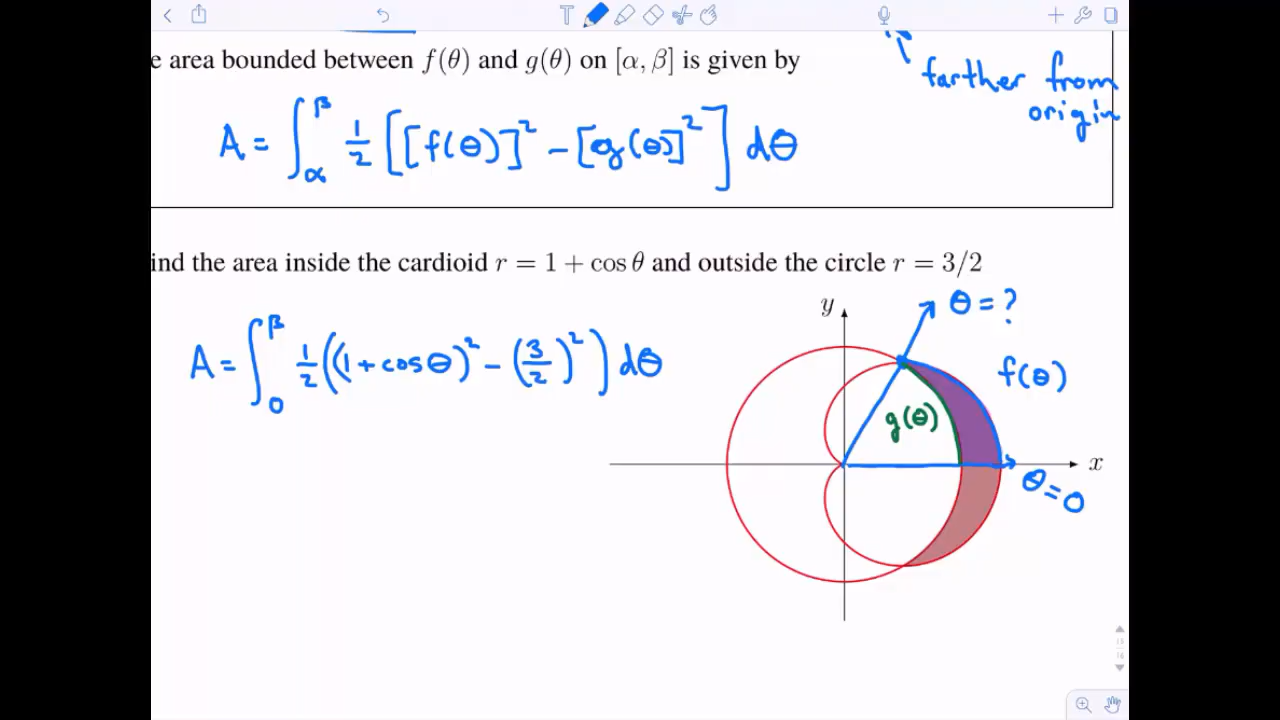 e area bounded between f(θ) and g(θ) on [α, β] is given by
farther from
origin
A = ∫_α^β 1/2 [[f(θ)]² − [g(θ)]²] dθ
ind the area inside the cardioid r = 1 + cos θ and outside the circle r = 3/2
A = ∫_0^β 1/2 ((1 + cos θ)² − (3/2)²) dθ
y
θ = ?
f(θ)
g(θ)
x
θ = 0